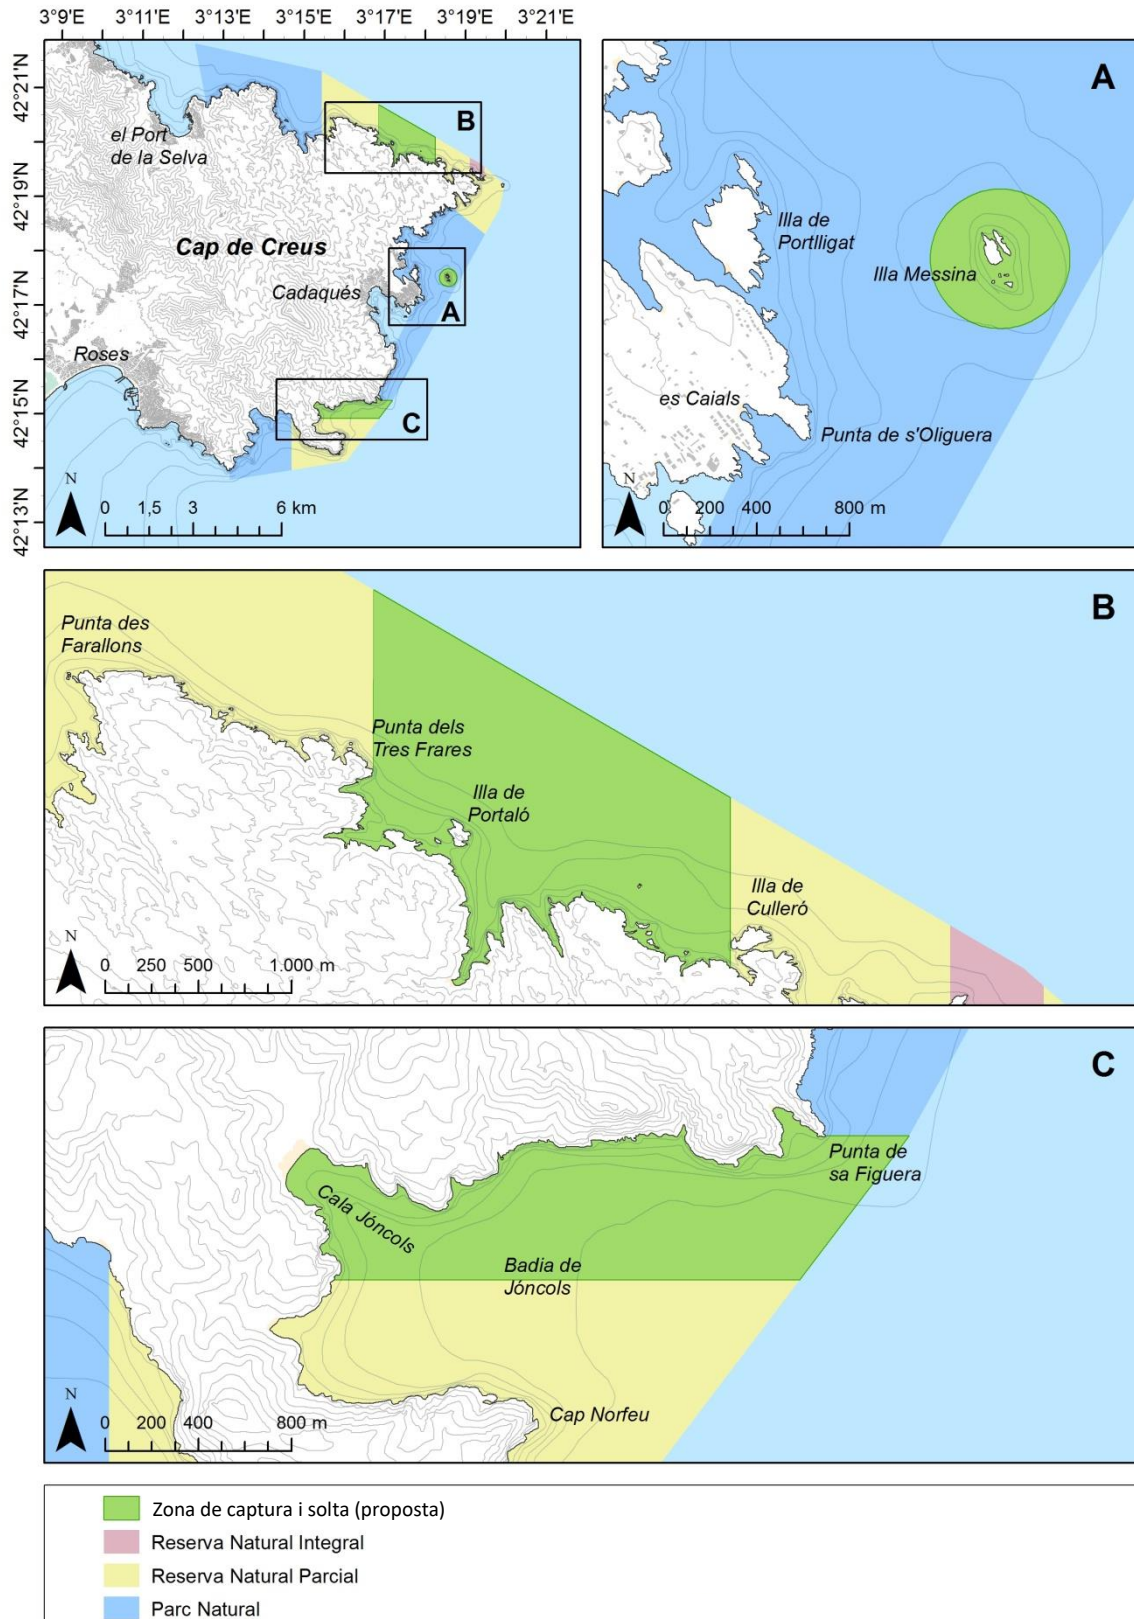 3°9'E 3°11'E 3°13'E 3°15'E 3°17'E 3°19'E 3°21'E
42°21'N
42°19'N
42°17'N
42°15'N
42°13'N
el Port
de la Selva
B
Cap de Creus
Cadaqués
A
Roses
C
N
0 1,5 3 6 km
A
Illa de
Portlligat
Illa Messina
es Caials
Punta de s'Oliguera
N
0 200 400 800 m
B
Punta des
Farallons
Punta dels
Tres Frares
Illa de
Portaló
Illa de
Culleró
N
0 250 500 1.000 m
C
Punta de
sa Figuera
Cala Jóncols
Badia de
Jóncols
Cap Norfeu
N
0 200 400 800 m
Zona de captura i solta (proposta)
Reserva Natural Integral
Reserva Natural Parcial
Parc Natural